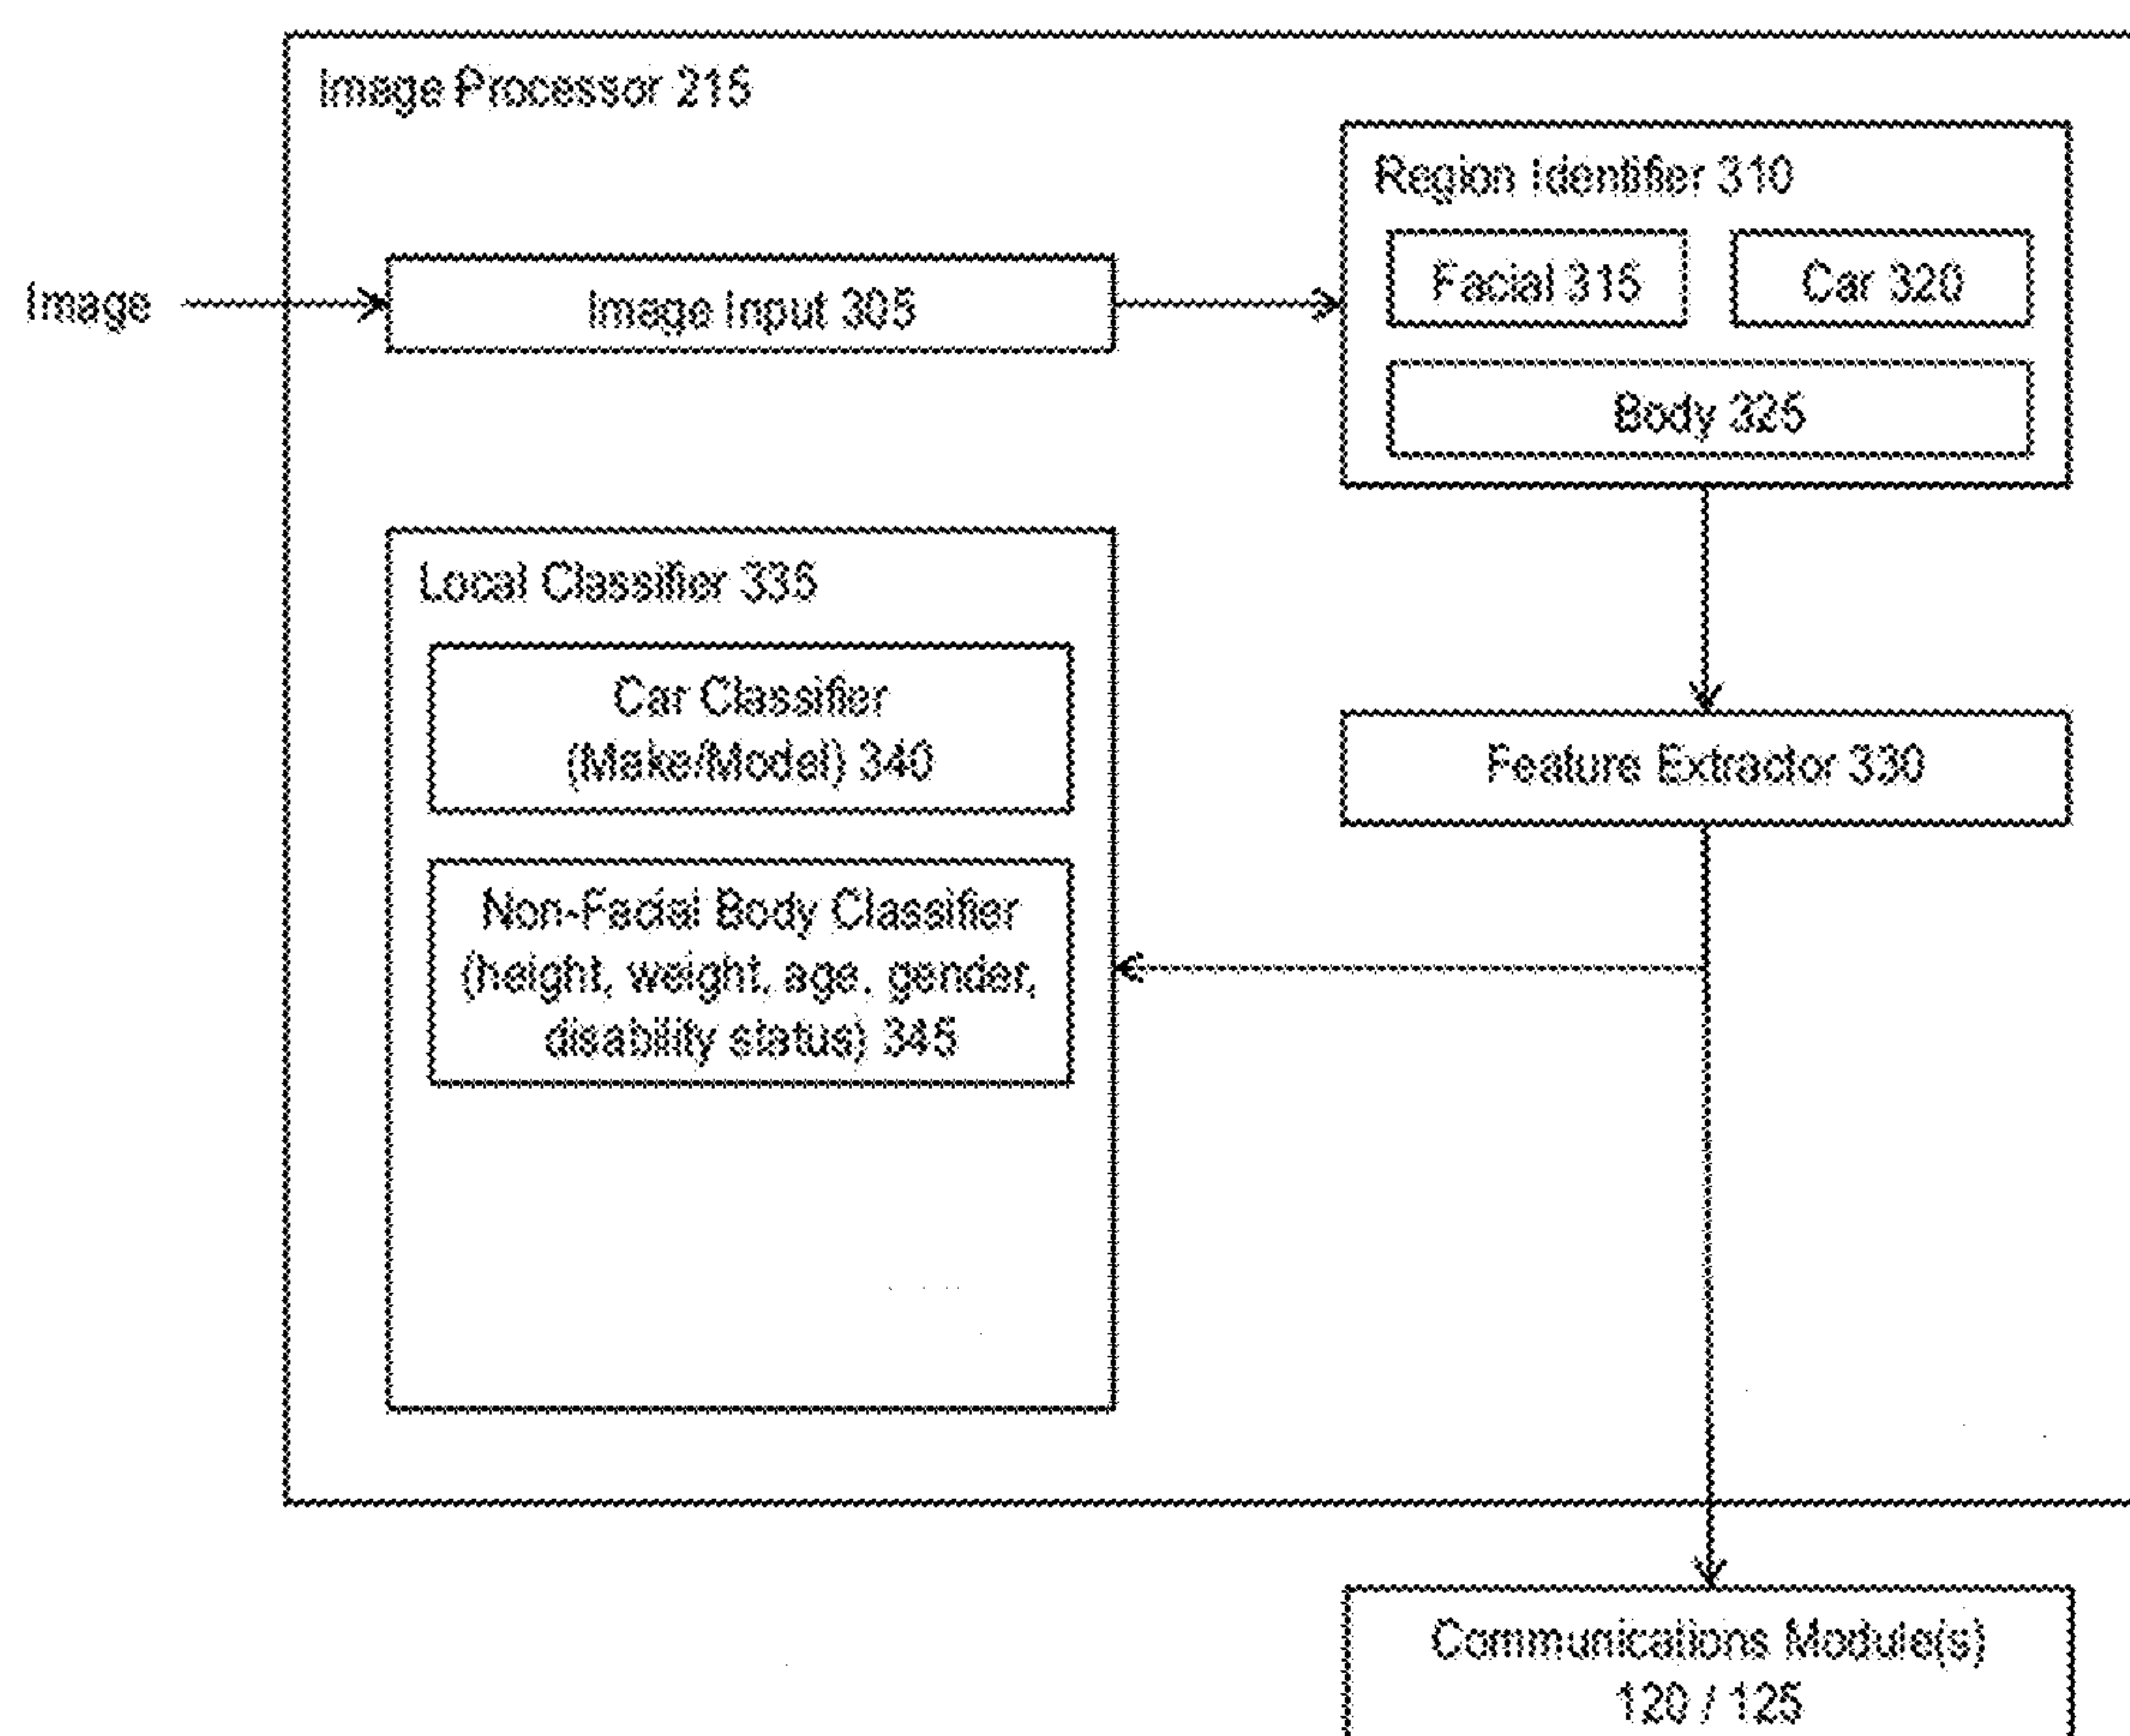 Image Processor 215
Region Identifier 310
Facial 315
Car 320
Image
Image Input 305
Body 325
Local Classifier 335
Car Classifier
(Make/Model) 340
Feature Extractor 330
Non-Facial Body Classifier
(height, weight, age, gender,
disability status) 345
Communications Module(s)
120 / 125